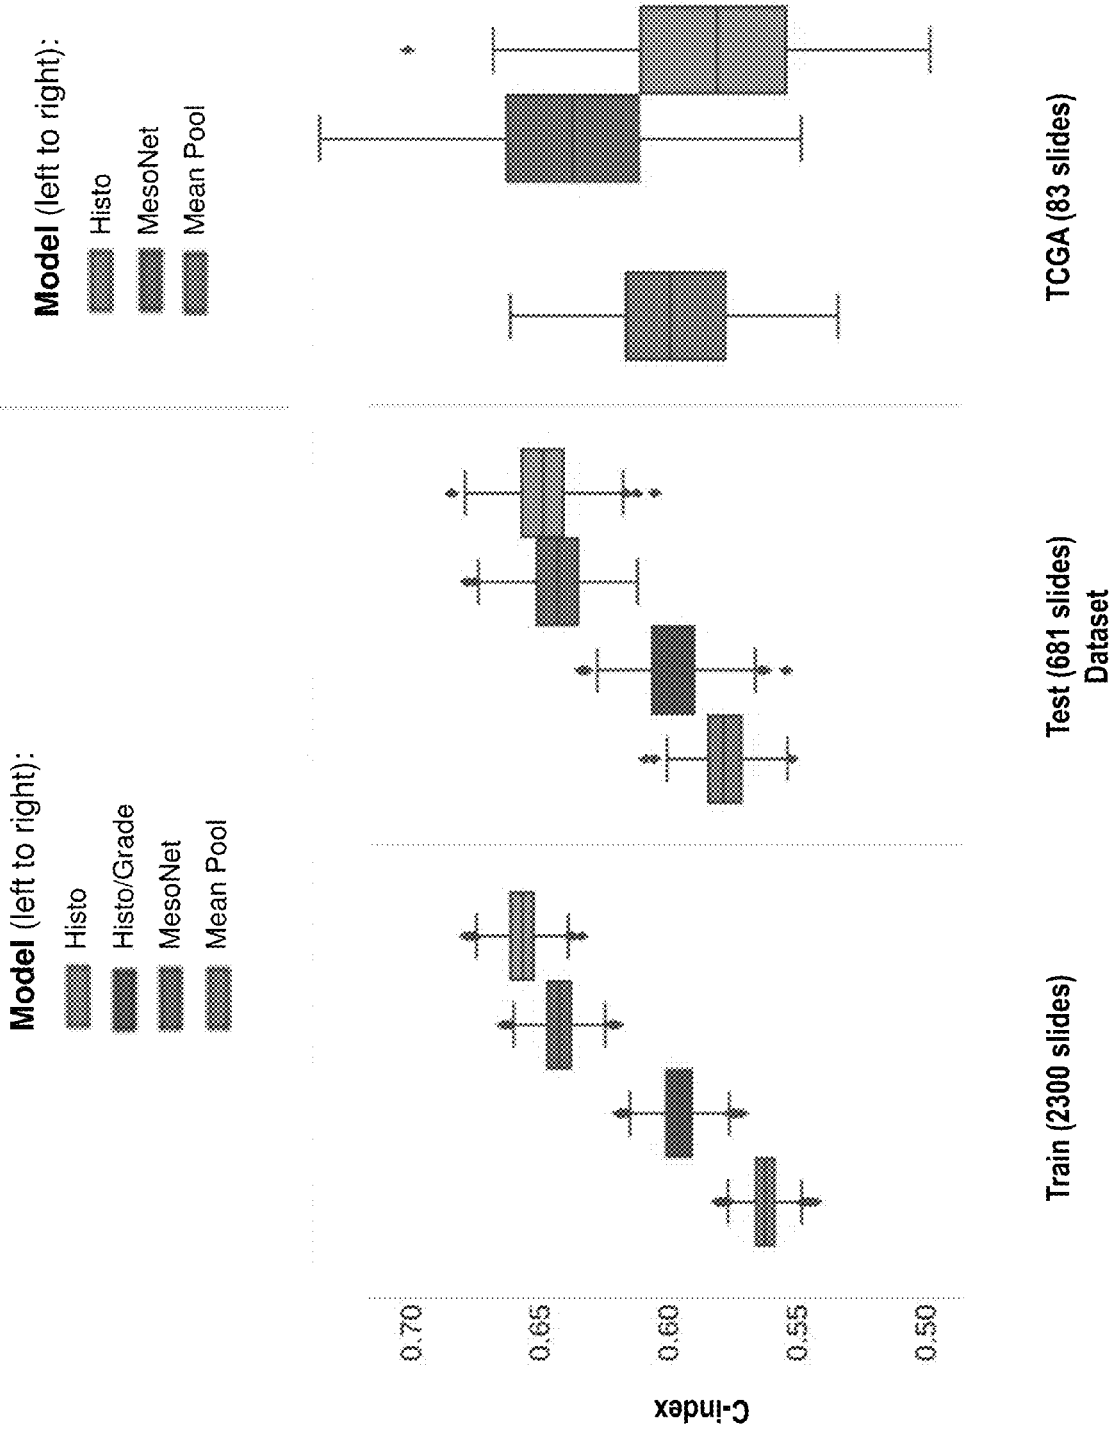 Model (left to right):
Histo
Histo/Grade
MesoNet
Mean Pool
Model (left to right):
Histo
MesoNet
Mean Pool
C-index
0.70
0.65
0.60
0.55
0.50
Train (2300 slides)
Test (681 slides)
TCGA (83 slides)
Dataset